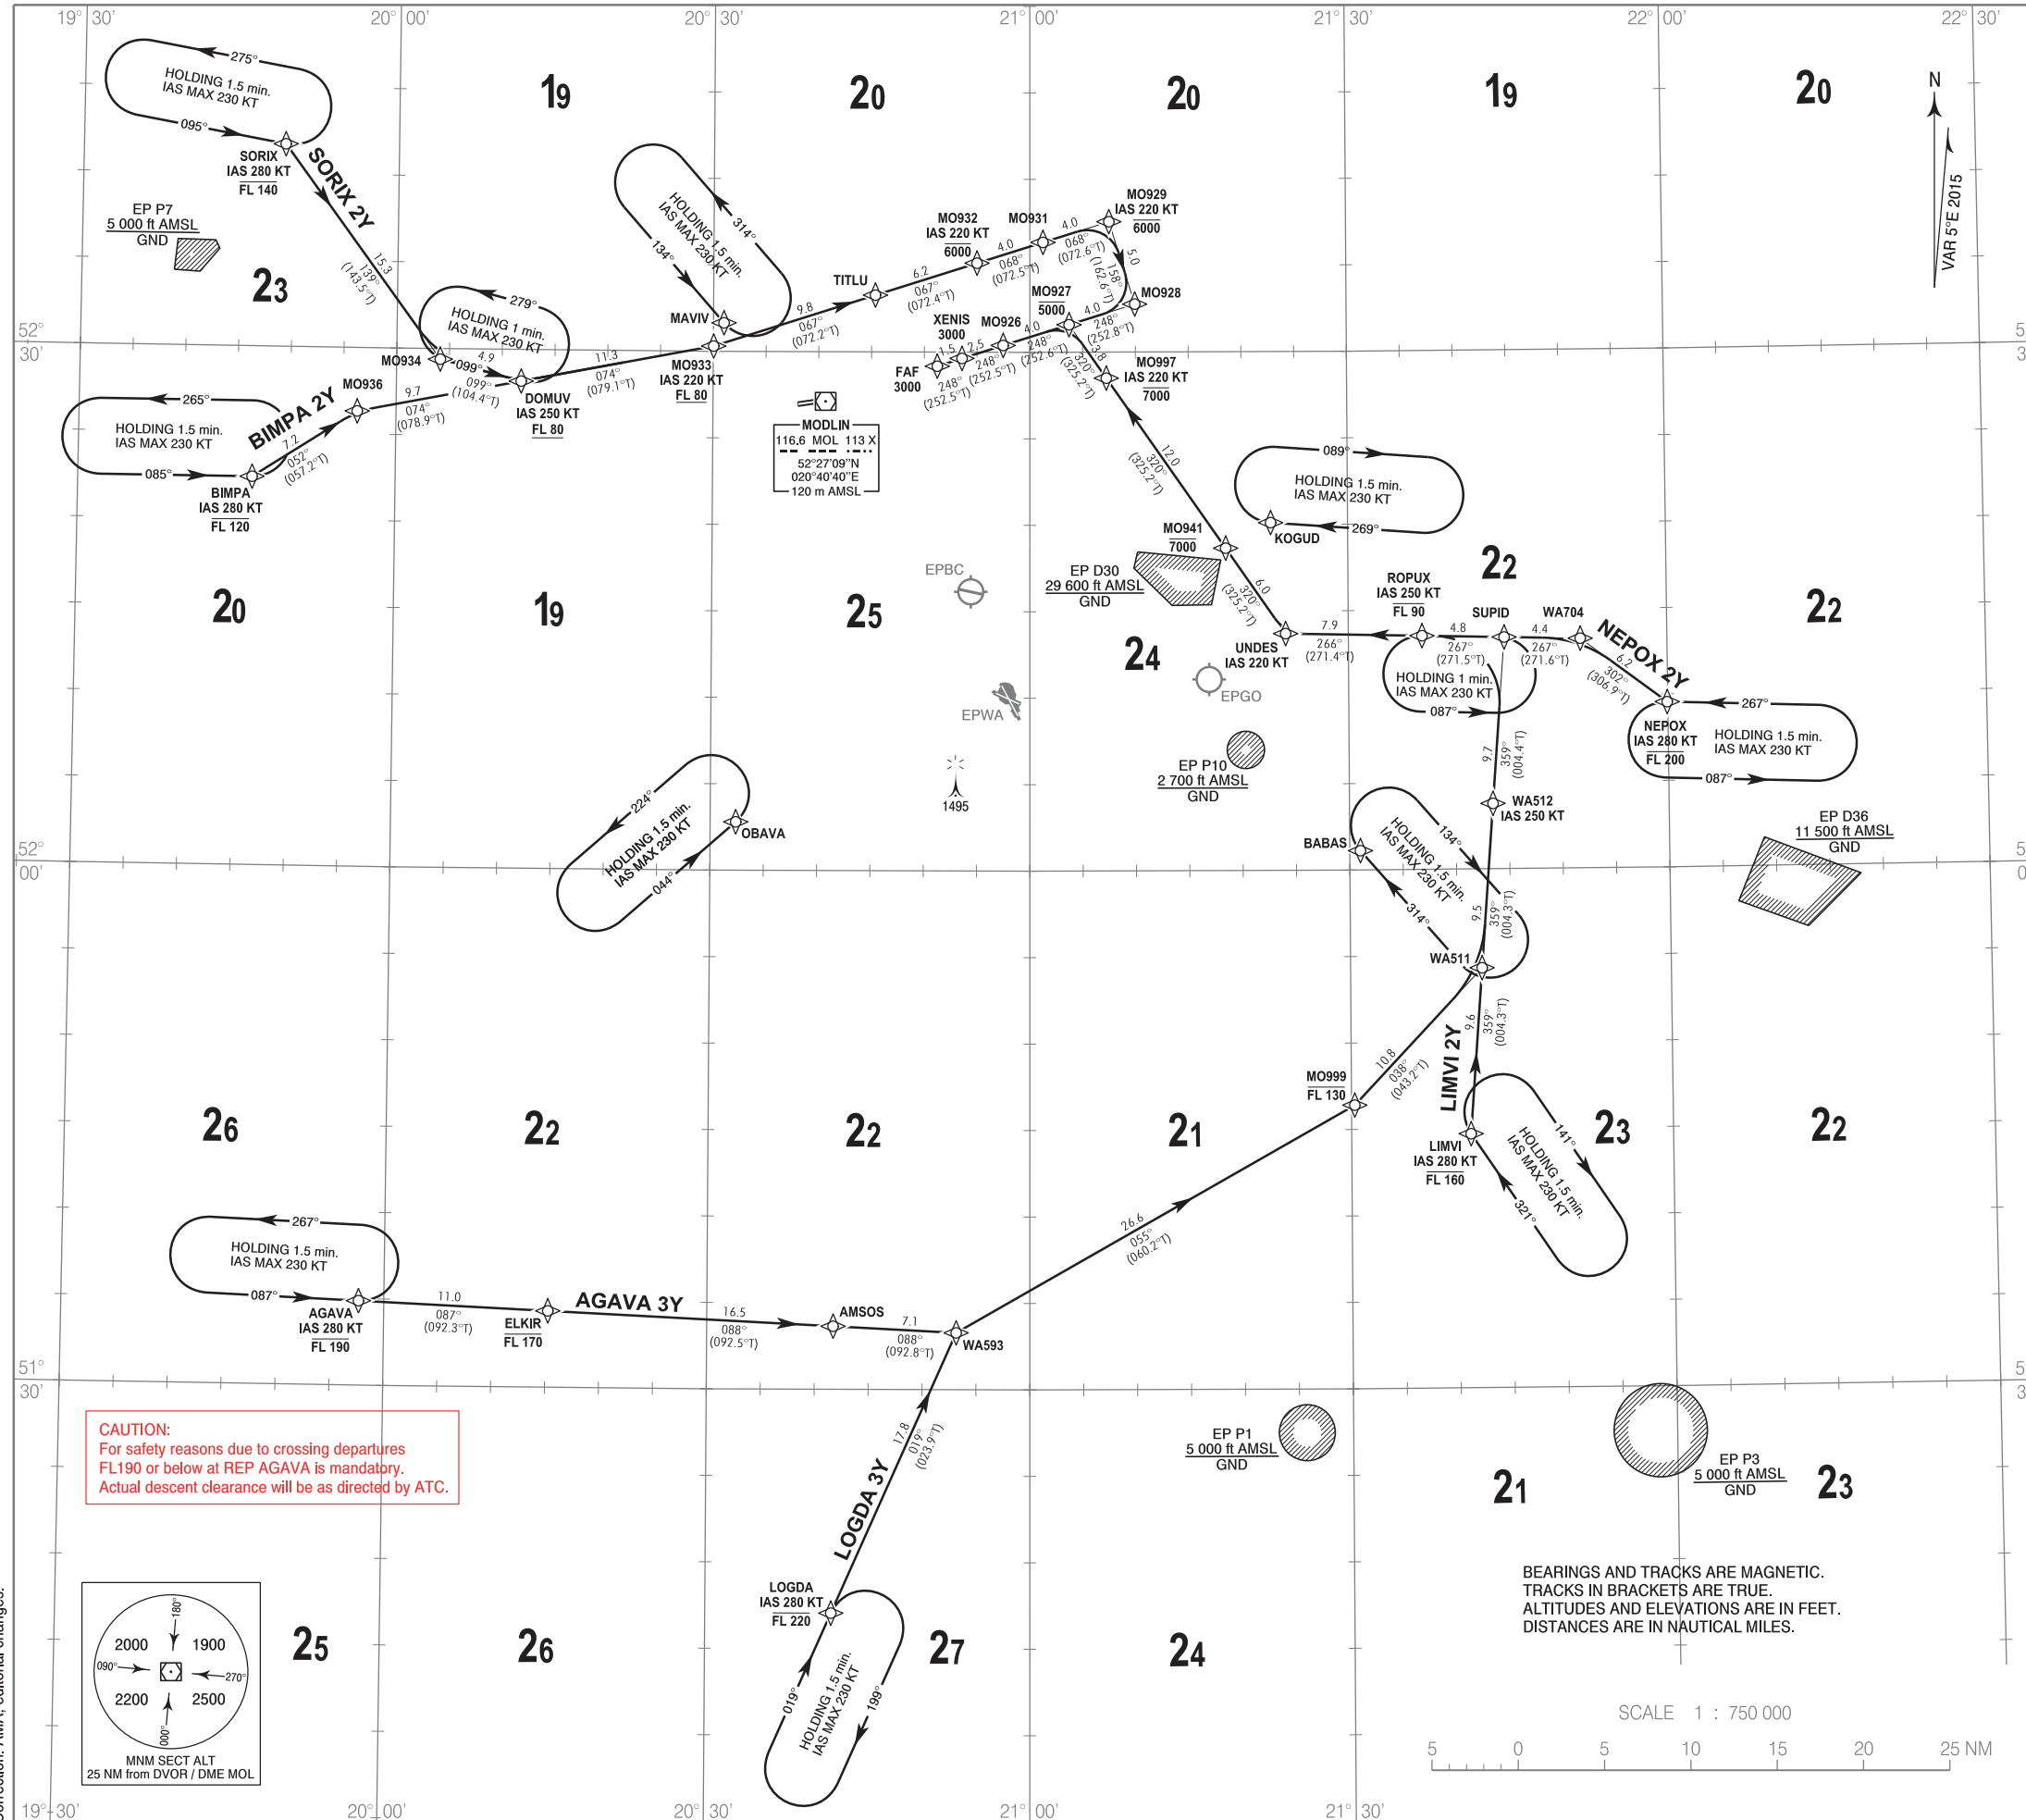 19° 30'
20° 00'
20° 30'
21° 00'
21° 30'
22° 00'
22° 30'
275°
HOLDING 1.5 min.
IAS MAX 230 KT
095°
SORIX
IAS 280 KT
FL 140
SORIX 2Y
15.3
139°
(143.5°T)
EP P7
5 000 ft AMSL
GND
19
20
20
19
20
N
VAR 5°E 2015
23
314°
HOLDING 1.5 min.
IAS MAX 230 KT
134°
MAVIV
279°
HOLDING 1 min.
IAS MAX 230 KT
MO934
4.9
099°
099°
(104.4°T)
DOMUV
IAS 250 KT
FL 80
11.3
074°
(079.1°T)
MO933
IAS 220 KT
FL 80
9.8
067°
(072.2°T)
TITLU
6.2
067°
(072.4°T)
MO932
IAS 220 KT
6000
4.0
068°
(072.5°T)
MO931
4.0
068°
(072.6°T)
MO929
IAS 220 KT
6000
5.0
158°
(162.6°T)
MO928
4.0
248°
(252.8°T)
MO927
5000
4.0
248°
(252.6°T)
MO926
2.5
248°
(252.5°T)
XENIS
3000
1.5
248°
(252.5°T)
FAF
3000
3.8
320°
(325.2°T)
MO997
IAS 220 KT
7000
12.0
320°
(325.2°T)
MO941
7000
6.0
320°
(325.2°T)
52°
30'
5
3
MO936
9.7
074°
(078.9°T)
BIMPA 2Y
7.2
052°
(057.2°T)
265°
HOLDING 1.5 min.
IAS MAX 230 KT
085°
BIMPA
IAS 280 KT
FL 120
MODLIN
116.6 MOL 113 X
52°27'09"N
020°40'40"E
120 m AMSL
089°
HOLDING 1.5 min.
IAS MAX 230 KT
269°
KOGUD
20
19
25
24
22
22
EPBC
EP D30
29 600 ft AMSL
GND
UNDES
IAS 220 KT
7.9
266°
(271.4°T)
ROPUX
IAS 250 KT
FL 90
4.8
267°
(271.5°T)
SUPID
4.4
267°
(271.6°T)
WA704
NEPOX 2Y
6.2
302°
(306.9°T)
HOLDING 1 min.
IAS MAX 230 KT
087°
267°
NEPOX
IAS 280 KT
FL 200
HOLDING 1.5 min.
IAS MAX 230 KT
087°
EPGO
EPWA
EP P10
2 700 ft AMSL
GND
1495
9.7
359°
(004.4°T)
WA512
IAS 250 KT
224°
HOLDING 1.5 min.
IAS MAX 230 KT
044°
OBAVA
BABAS
134°
HOLDING 1.5 min.
IAS MAX 230 KT
314°
9.5
359°
(004.3°T)
WA511
EP D36
11 500 ft AMSL
GND
52°
00'
5
0
9.6
359°
(004.3°T)
LIMVI 2Y
10.8
038°
(043.2°T)
MO999
FL 130
LIMVI
IAS 280 KT
FL 160
141°
HOLDING 1.5 min.
IAS MAX 230 KT
321°
26
22
22
21
23
22
26.6
055°
(060.2°T)
267°
HOLDING 1.5 min.
IAS MAX 230 KT
087°
AGAVA
IAS 280 KT
FL 190
11.0
087°
(092.3°T)
ELKIR
FL 170
AGAVA 3Y
16.5
088°
(092.5°T)
AMSOS
7.1
088°
(092.8°T)
WA593
51°
30'
5
3
CAUTION:
For safety reasons due to crossing departures
FL190 or below at REP AGAVA is mandatory.
Actual descent clearance will be as directed by ATC.
17.8
019°
(023.9°T)
LOGDA 3Y
LOGDA
IAS 280 KT
FL 220
019°
HOLDING 1.5 min.
IAS MAX 230 KT
199°
EP P1
5 000 ft AMSL
GND
EP P3
5 000 ft AMSL
GND
21
23
25
26
27
24
BEARINGS AND TRACKS ARE MAGNETIC.
TRACKS IN BRACKETS ARE TRUE.
ALTITUDES AND ELEVATIONS ARE IN FEET.
DISTANCES ARE IN NAUTICAL MILES.
180°
2000
1900
090°
270°
2200
2500
000°
MNM SECT ALT
25 NM from DVOR / DME MOL
SCALE 1 : 750 000
5
0
5
10
15
20
25 NM
19° 30'
20° 00'
20° 30'
21° 00'
21° 30'
Correction: AMA, editorial changes.